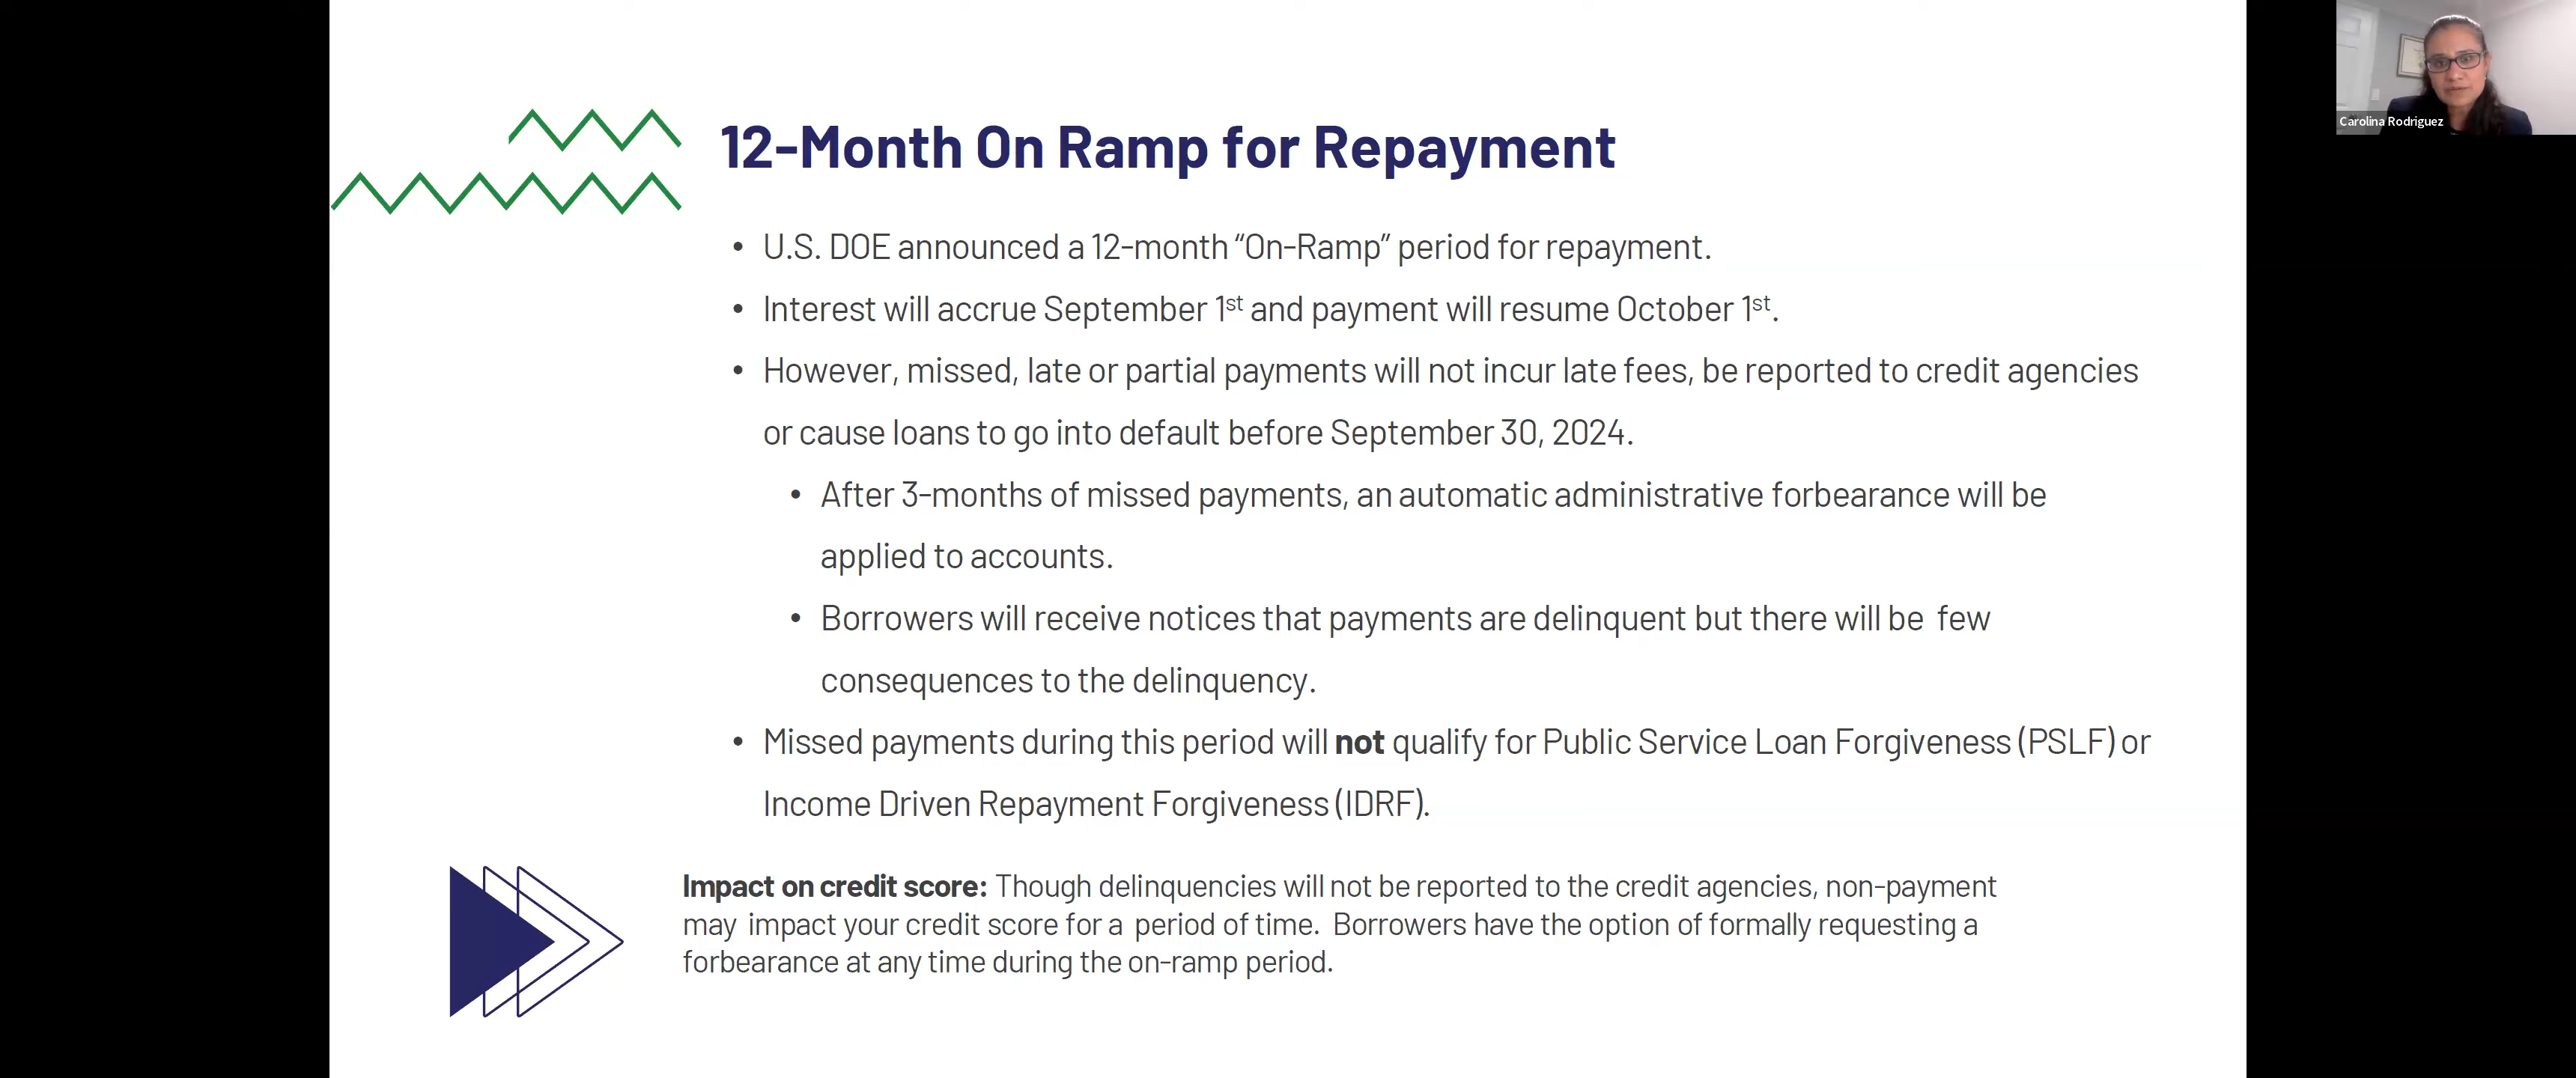 Carolina Rodriguez
12-Month On Ramp for Repayment
• U.S. DOE announced a 12-month “On-Ramp” period for repayment.
• Interest will accrue September 1st and payment will resume October 1st.
• However, missed, late or partial payments will not incur late fees, be reported to credit agencies
or cause loans to go into default before September 30, 2024.
• After 3-months of missed payments, an automatic administrative forbearance will be
applied to accounts.
• Borrowers will receive notices that payments are delinquent but there will be few
consequences to the delinquency.
• Missed payments during this period will not qualify for Public Service Loan Forgiveness (PSLF) or
Income Driven Repayment Forgiveness (IDRF).
Impact on credit score: Though delinquencies will not be reported to the credit agencies, non-payment
may impact your credit score for a period of time. Borrowers have the option of formally requesting a
forbearance at any time during the on-ramp period.